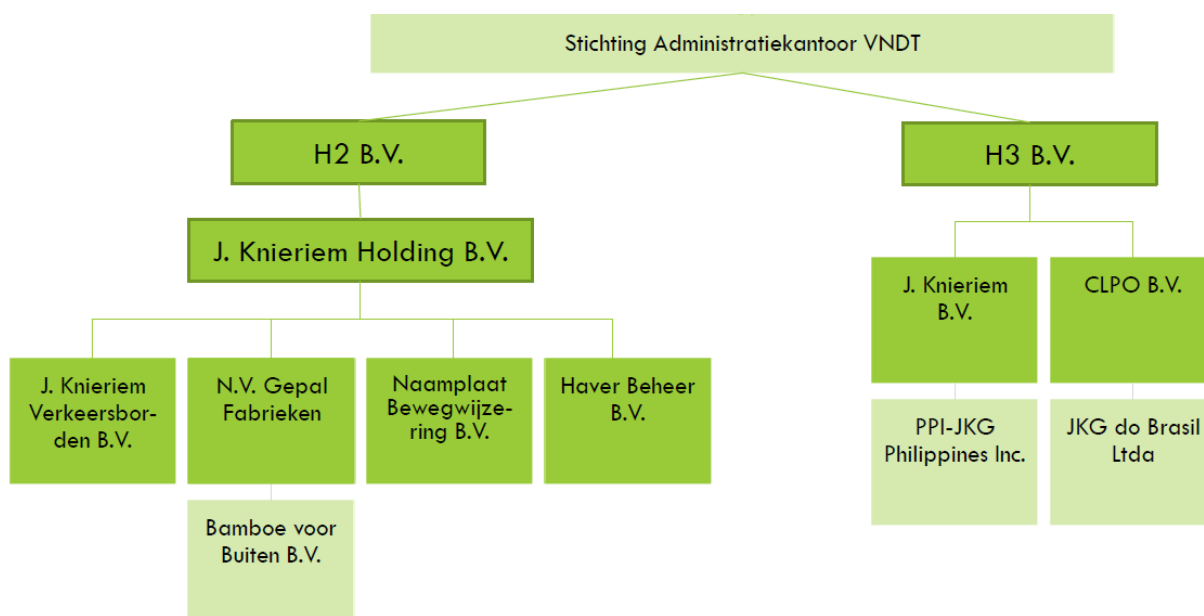 Stichting Administratiekantoor VNDT
H2 B.V.
H3 B.V.
J. Knieriem Holding B.V.
J. Knieriem
B.V.
CLPO B.V.
J. Knieriem
Verkeersbor-
den B.V.
N.V. Gepal
Fabrieken
Naamplaat
Bewegwijze-
ring B.V.
Haver Beheer
B.V.
PPI-JKG
Philippines Inc.
JKG do Brasil
Ltda
Bamboe voor
Buiten B.V.